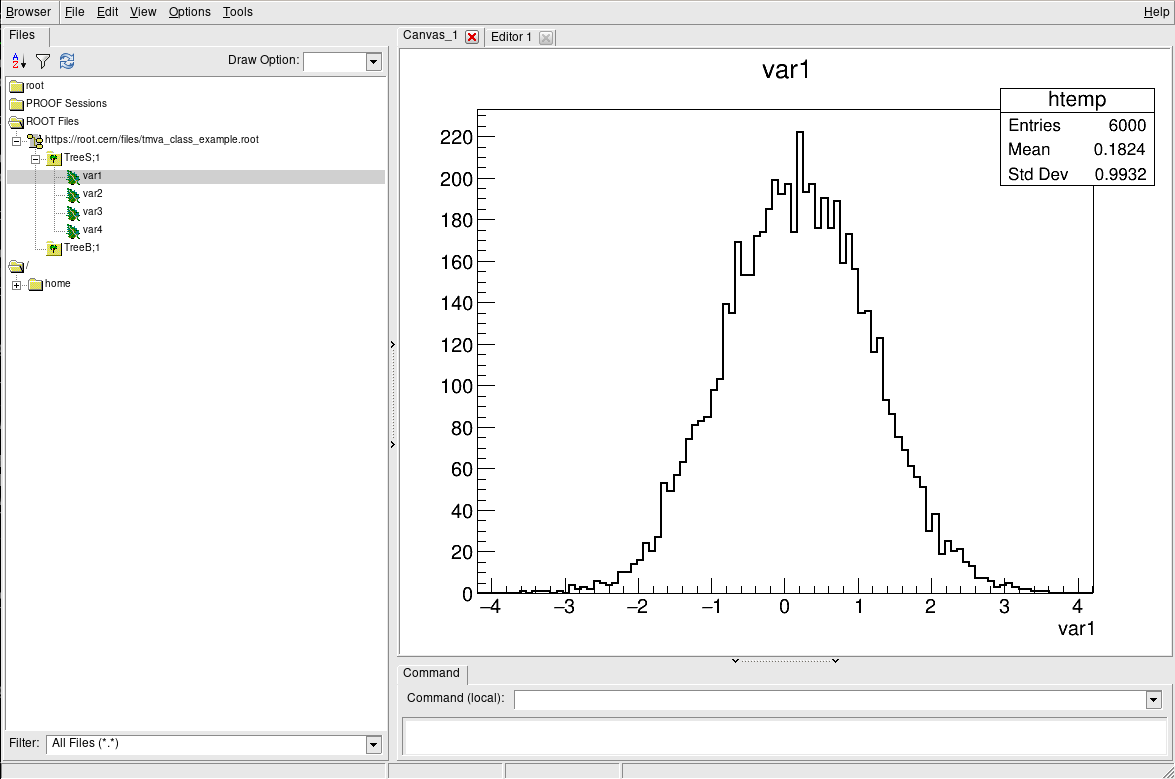 Browser File Edit View Options Tools Help
Files
Draw Option:
root
PROOF Sessions
ROOT Files
https://root.cern/files/tmva_class_example.root
TreeS;1
var1
var2
var3
var4
TreeB;1
/
home
Filter: All Files (*.*)
Canvas_1 Editor 1
var1
htemp
Entries 6000
Mean 0.1824
Std Dev 0.9932
220
200
180
160
140
120
100
80
60
40
20
0
−4 −3 −2 −1 0 1 2 3 4
var1
Command
Command (local):